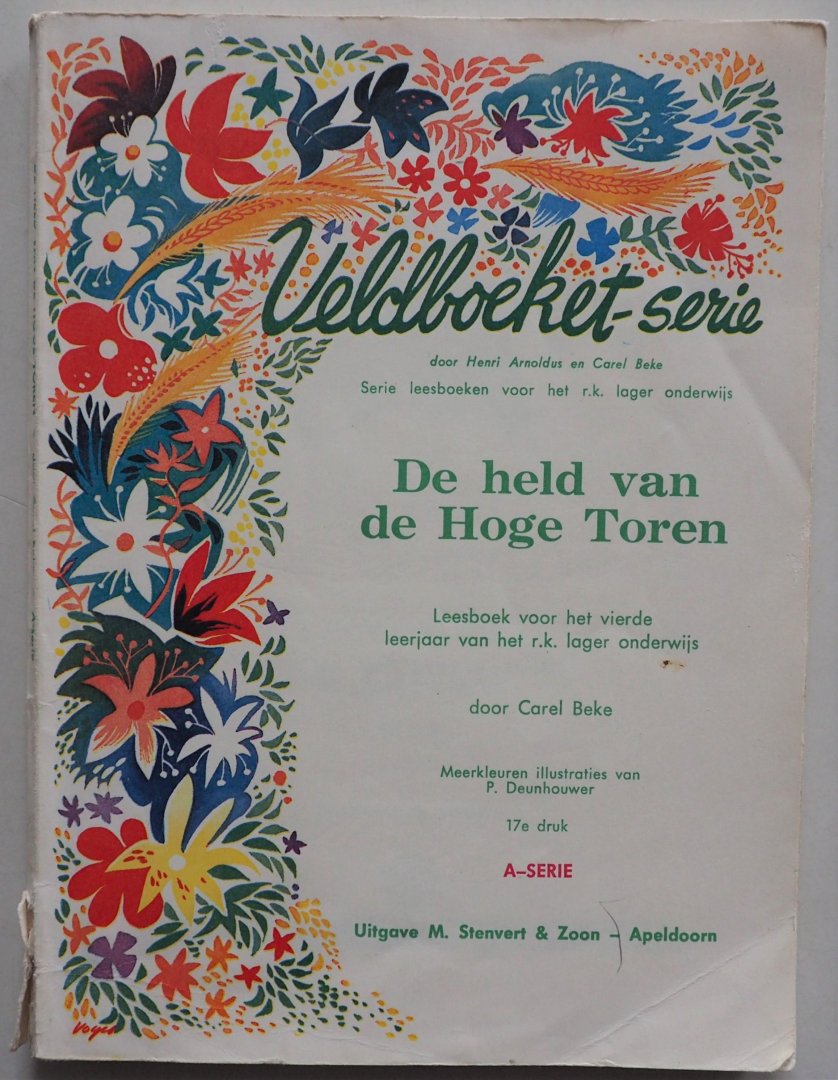 Veldboeket-serie
door Henri Arnoldus en Carel Beke
Serie leesboeken voor het r.k. lager onderwijs
De held van
de Hoge Toren
Leesboek voor het vierde
leerjaar van het r.k. lager onderwijs
door Carel Beke
Meerkleuren illustraties van
P. Deunhouwer
17e druk
A–SERIE
Uitgave M. Stenvert & Zoon – Apeldoorn